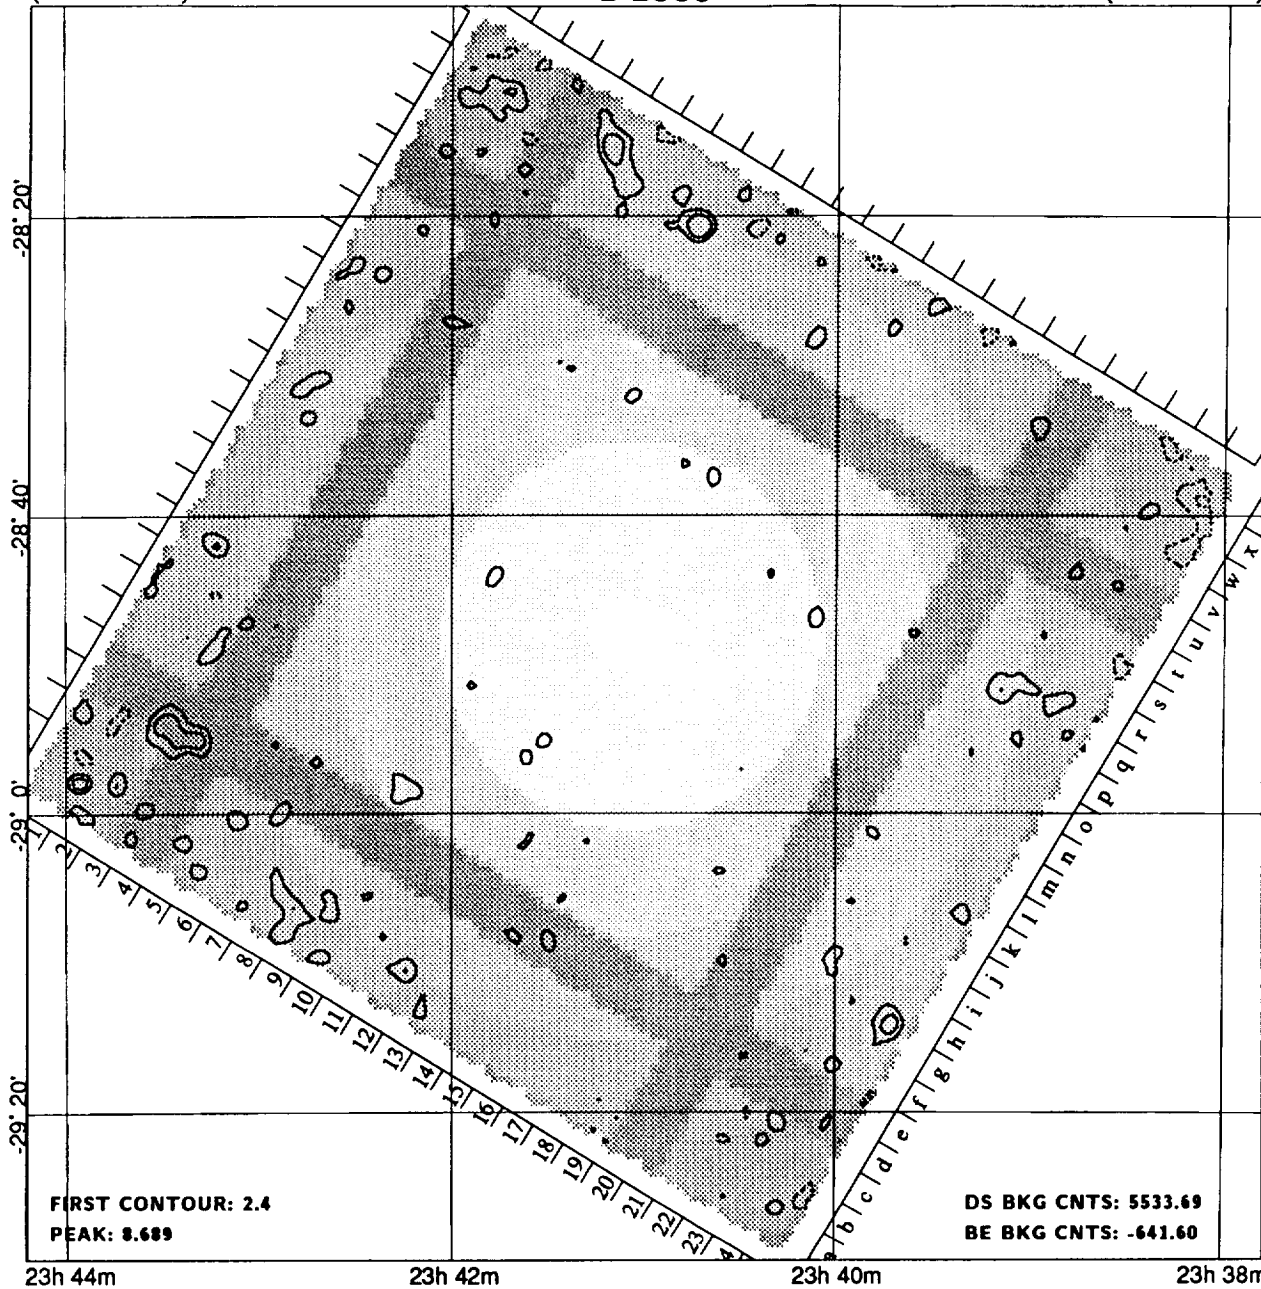 -28° 20'
-28° 40'
-29° 0'
-29° 20'
1 2 3 4 5 6 7 8 9 10 11 12 13 14 15 16 17 18 19 20 21 22 23
b c d e f g h i j k l m n o p q r s t u v w x
FIRST CONTOUR: 2.4
PEAK: 8.689
DS BKG CNTS: 5533.69
BE BKG CNTS: -641.60
23h 44m
23h 42m
23h 40m
23h 38m